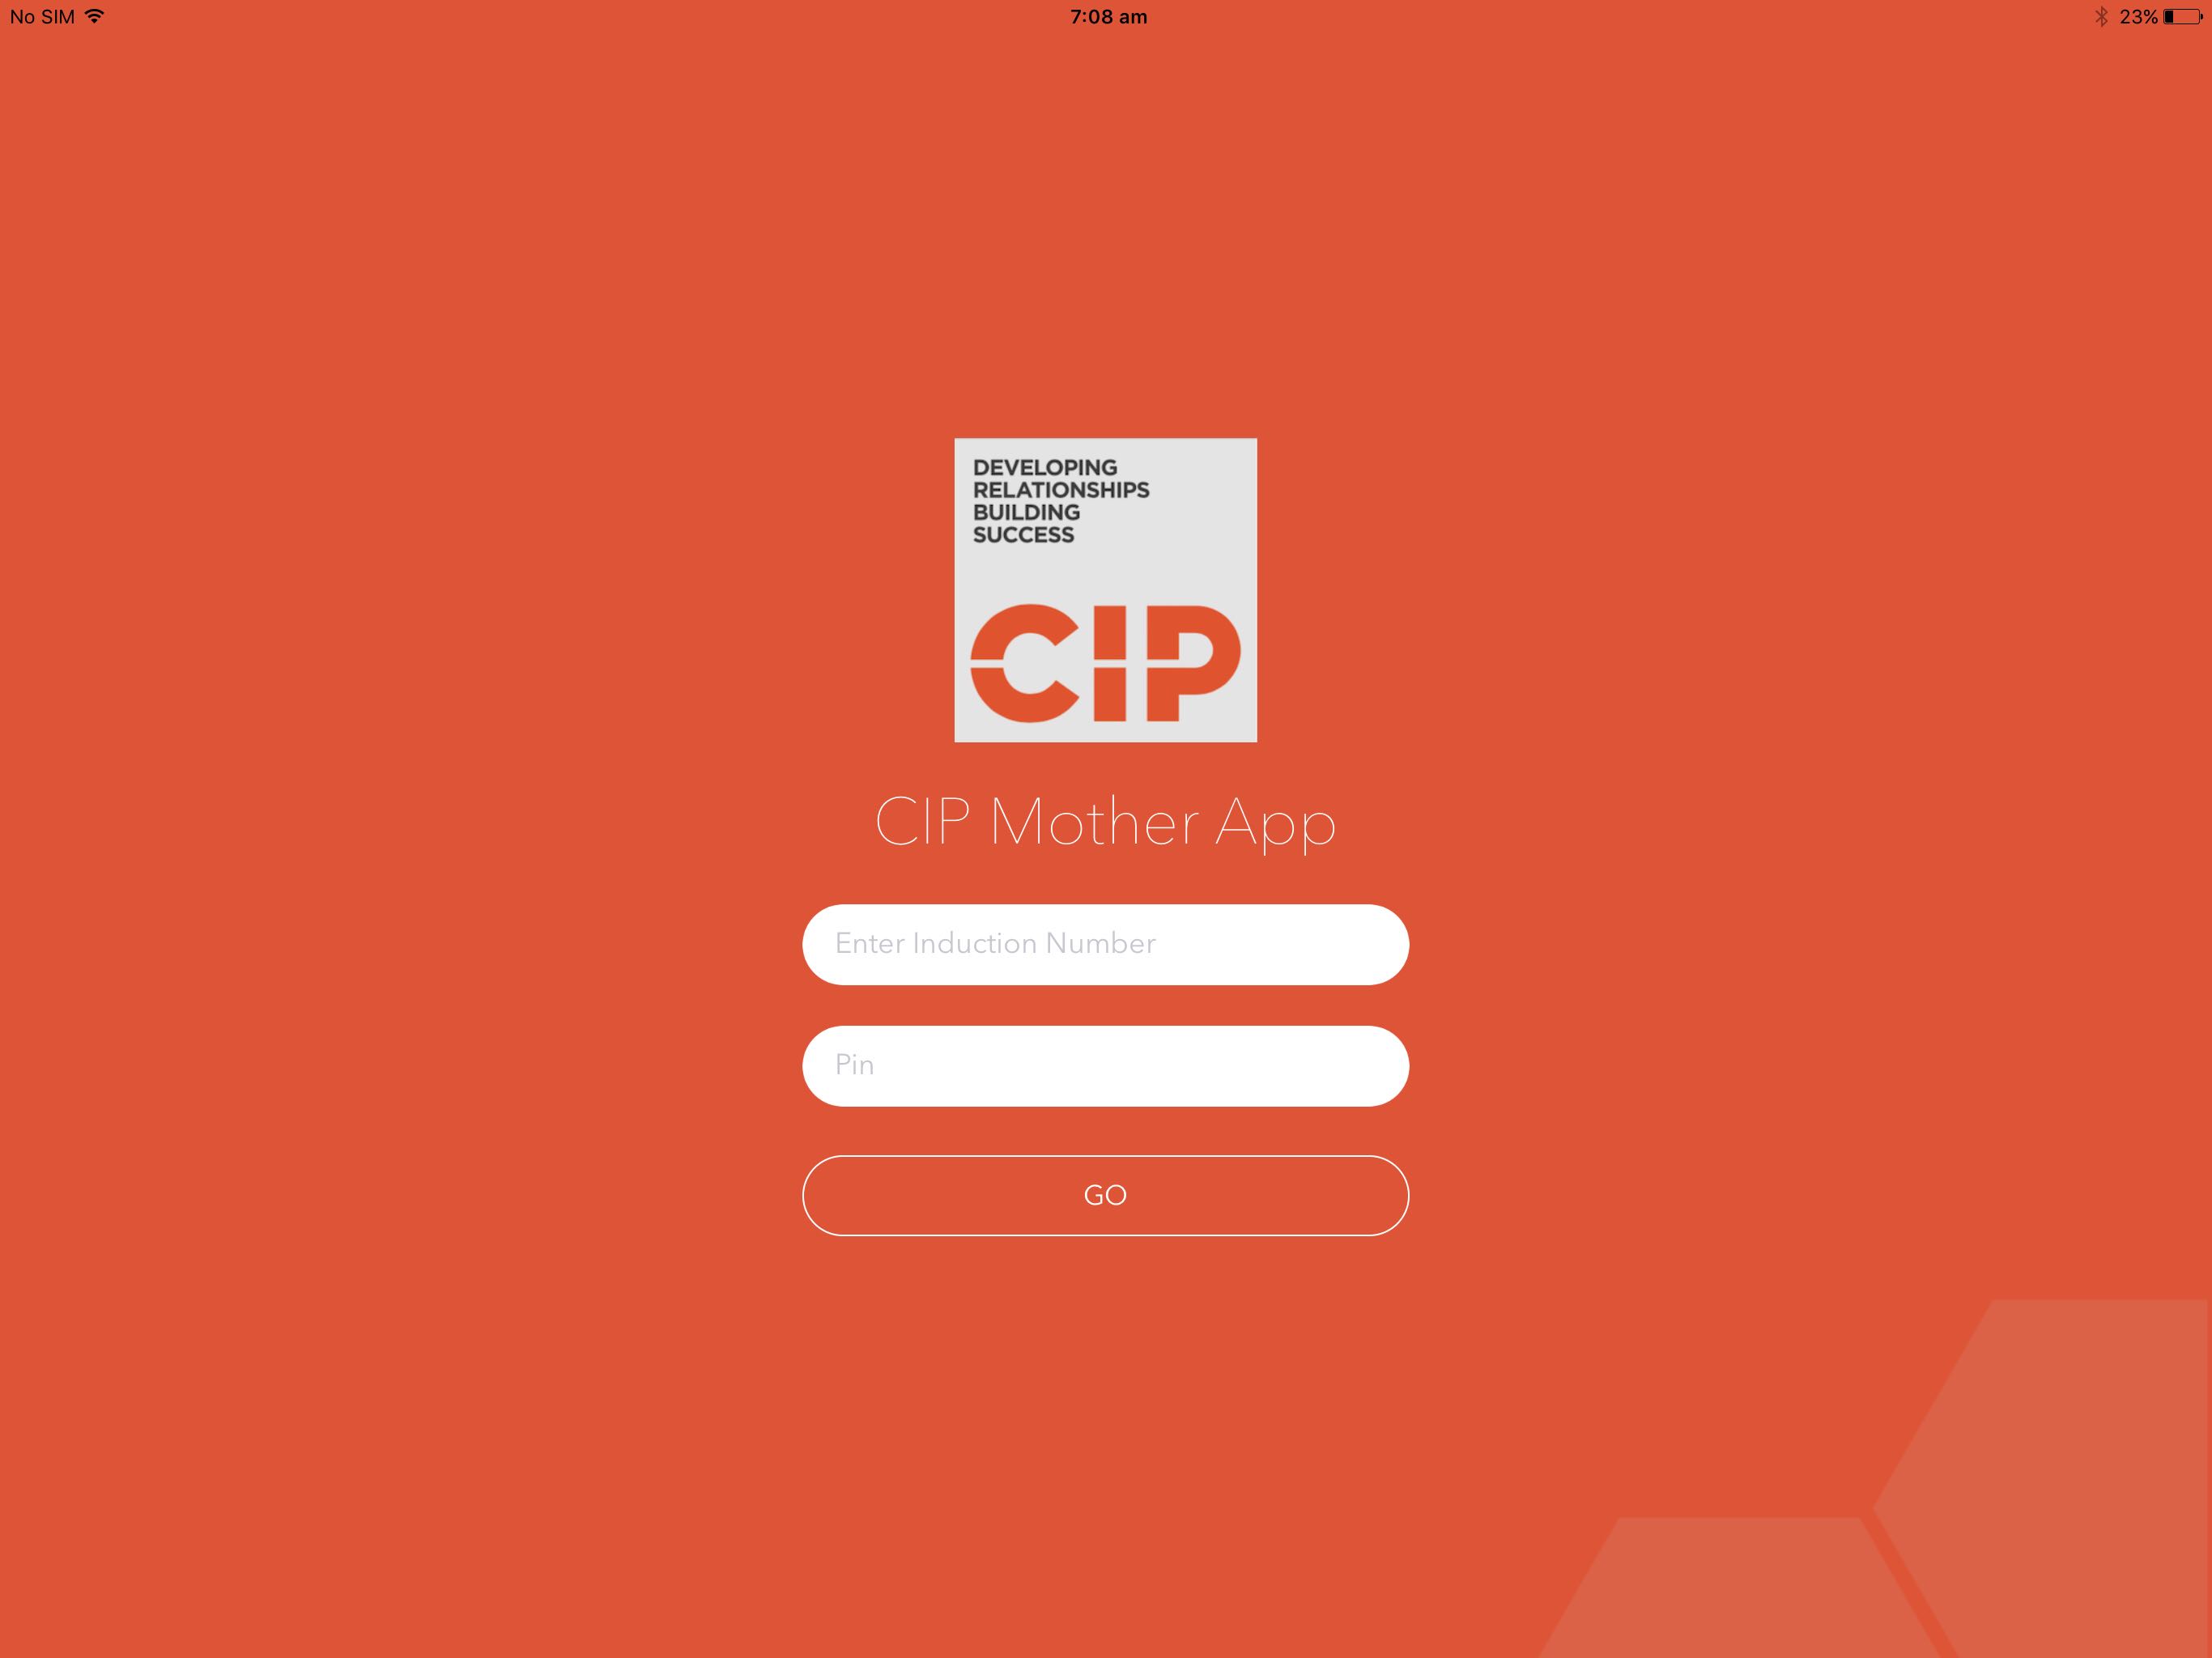 No SIM
7:08 am
23%
DEVELOPING
RELATIONSHIPS
BUILDING
SUCCESS
CIP
CIP Mother App
Enter Induction Number
Pin
GO